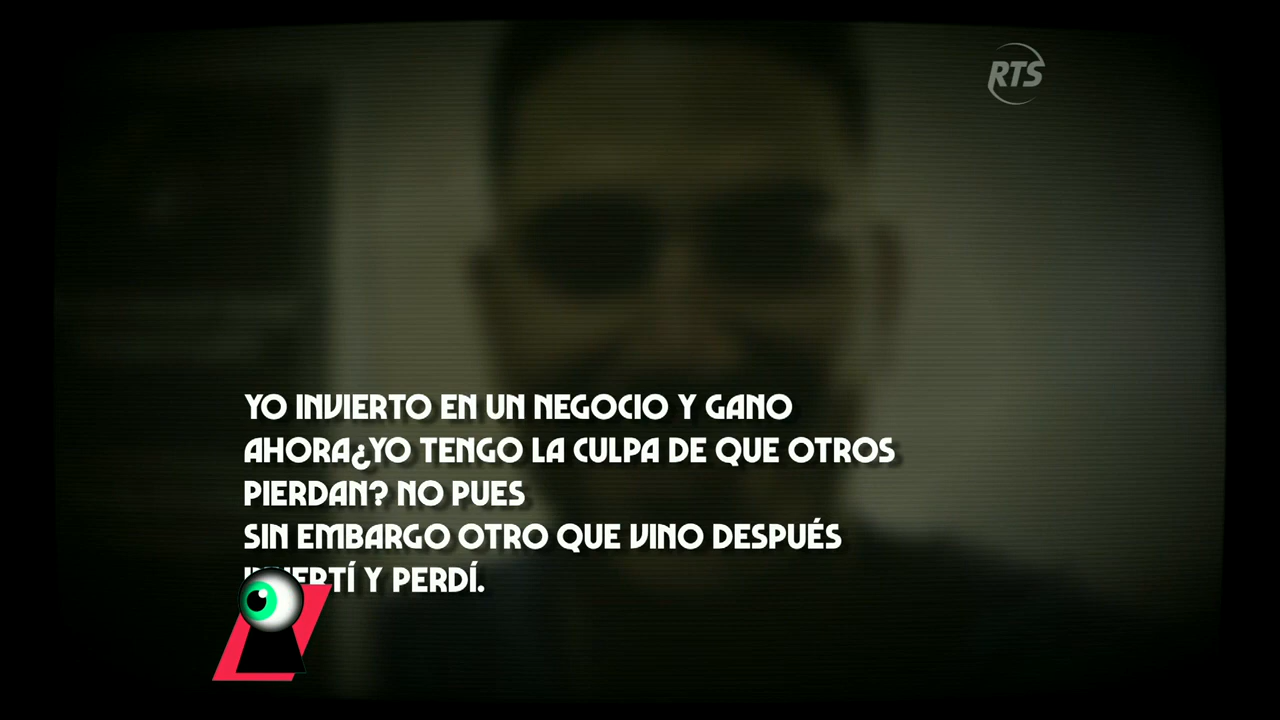 RTS
YO INVIERTO EN UN NEGOCIO Y GANO
AHORA¿YO TENGO LA CULPA DE QUE OTROS
PIERDAN? NO PUES
SIN EMBARGO OTRO QUE VINO DESPUÉS
INVERTÍ Y PERDÍ.